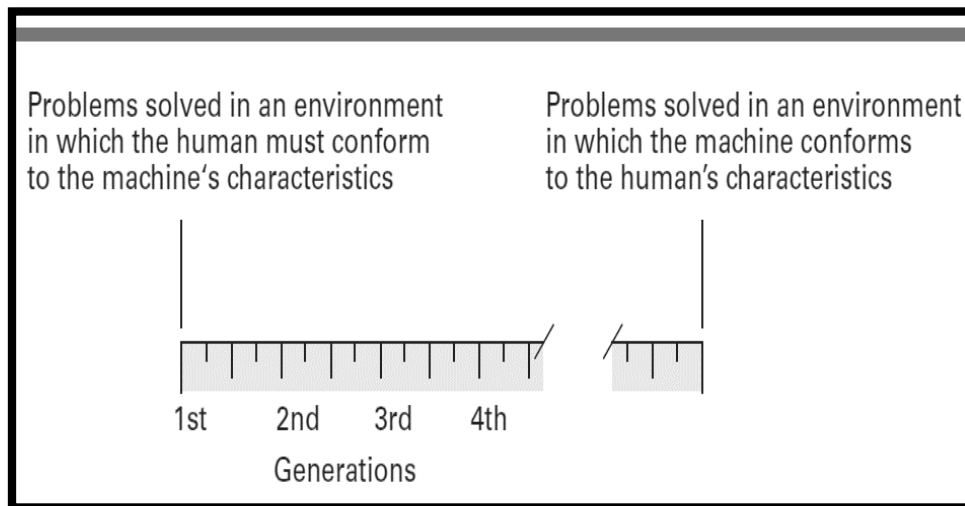 Problems solved in an environment
in which the human must conform
to the machine‘s characteristics
Problems solved in an environment
in which the machine conforms
to the human’s characteristics
1st 2nd 3rd 4th
Generations